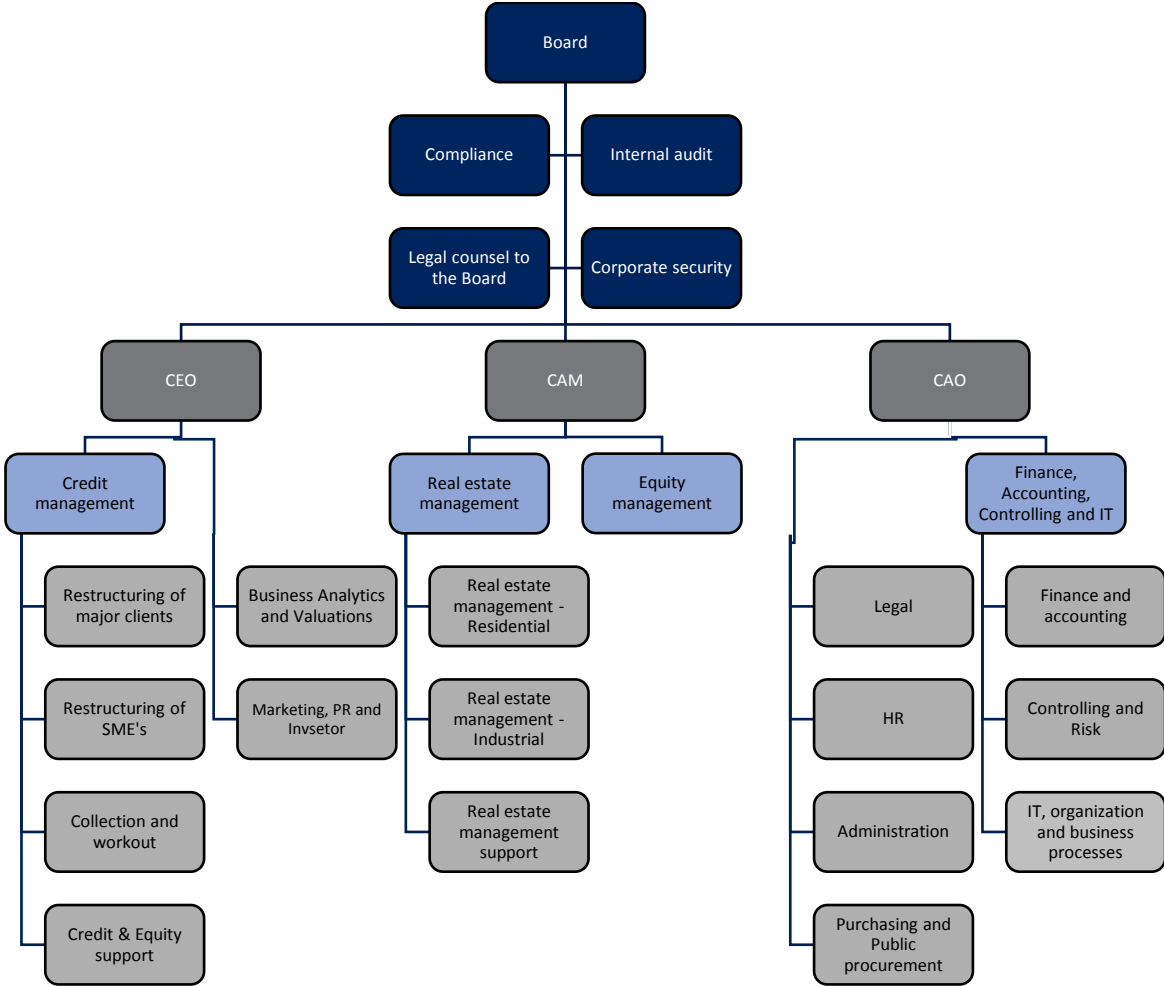 Board
Compliance
Internal audit
Legal counsel to
the Board
Corporate security
CEO
CAM
CAO
Credit
management
Real estate
management
Equity
management
Finance,
Accounting,
Controlling and IT
Restructuring of
major clients
Business Analytics
and Valuations
Real estate
management -
Residential
Legal
Finance and
accounting
Restructuring of
SME's
Marketing, PR and
Invsetor
Real estate
management -
Industrial
HR
Controlling and
Risk
Collection and
workout
Real estate
management
support
Administration
IT, organization
and business
processes
Credit & Equity
support
Purchasing and
Public
procurement